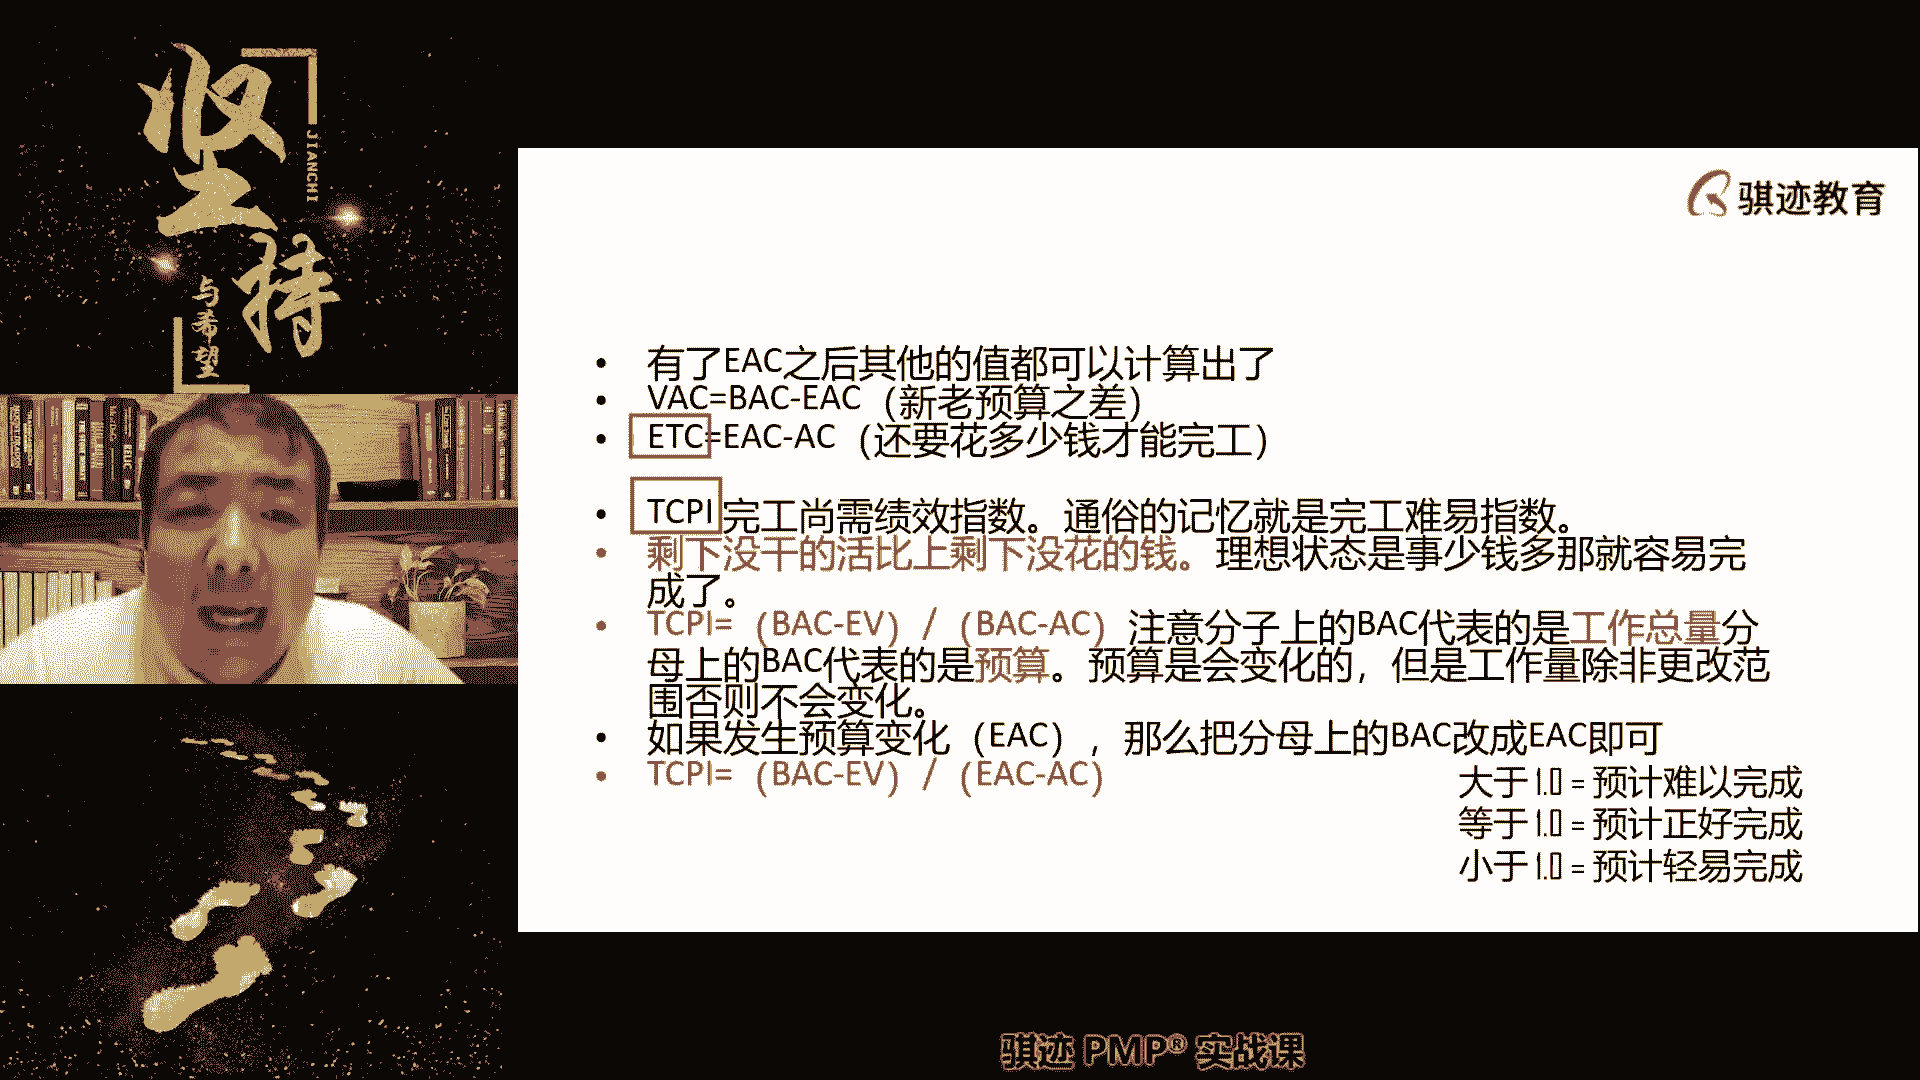 坚持
JIANCHI
与希望
骐迹教育
• 有了EAC之后其他的值都可以计算出了
• VAC=BAC-EAC（新老预算之差）
• ETC=EAC-AC（还要花多少钱才能完工）
• TCPI 完工尚需绩效指数。通俗的记忆就是完工难易指数。
• 剩下没干的活比上剩下没花的钱。理想状态是事少钱多那就容易完
成了。
• TCPI=（BAC-EV）/（BAC-AC）注意分子上的BAC代表的是工作总量分
母上的BAC代表的是预算。预算是会变化的，但是工作量除非更改范
围否则不会变化。
• 如果发生预算变化（EAC），那么把分母上的BAC改成EAC即可
• TCPI=（BAC-EV）/（EAC-AC）
大于 1.0 = 预计难以完成
等于 1.0 = 预计正好完成
小于 1.0 = 预计轻易完成
骐迹 PMP® 实战课